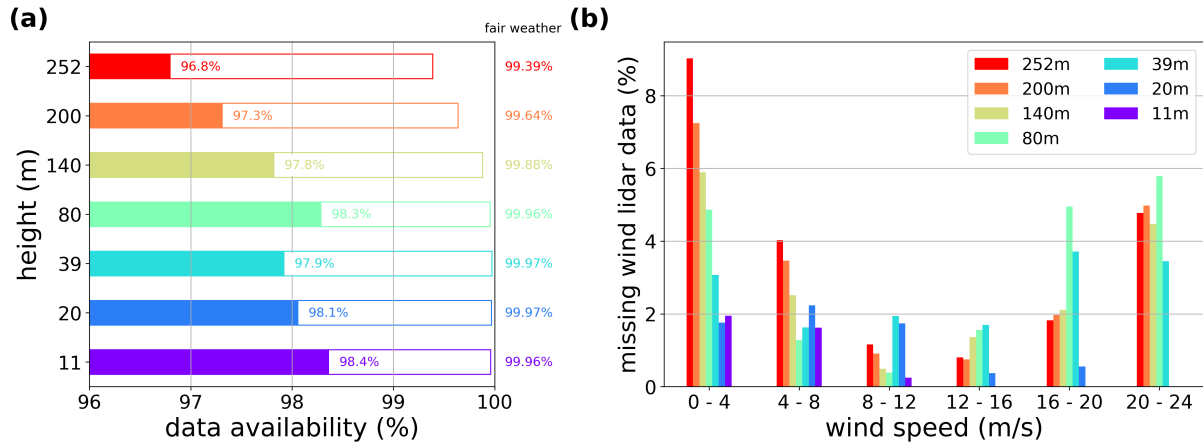 (a)
fair weather
252
96.8%
99.39%
200
97.3%
99.64%
140
97.8%
99.88%
80
98.3%
99.96%
39
97.9%
99.97%
20
98.1%
99.97%
11
98.4%
99.96%
height (m)
96 97 98 99 100
data availability (%)
(b)
missing wind lidar data (%)
8
6
4
2
0
252m
200m
140m
80m
39m
20m
11m
0 - 4 4 - 8 8 - 12 12 - 16 16 - 20 20 - 24
wind speed (m/s)